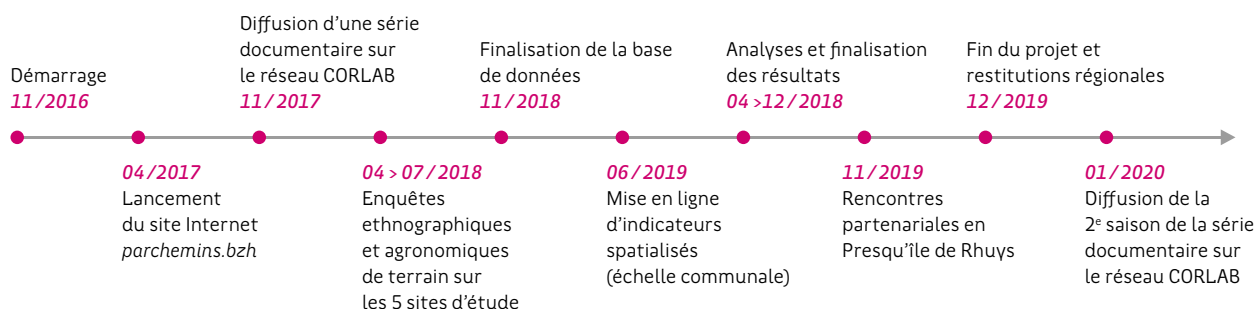 Démarrage
11/2016
04/2017
Lancement
du site Internet
parchemins.bzh
Diffusion d'une série
documentaire sur
le réseau CORLAB
11/2017
04 > 07/2018
Enquêtes
ethnographiques
et agronomiques
de terrain sur
les 5 sites d'étude
Finalisation de la base
de données
11/2018
06/2019
Mise en ligne
d'indicateurs
spatialisés
(échelle communale)
Analyses et finalisation
des résultats
04 >12/2018
11/2019
Rencontres
partenariales en
Presqu'île de Rhuys
Fin du projet et
restitutions régionales
12/2019
01/2020
Diffusion de la
2e saison de la série
documentaire sur
le réseau CORLAB